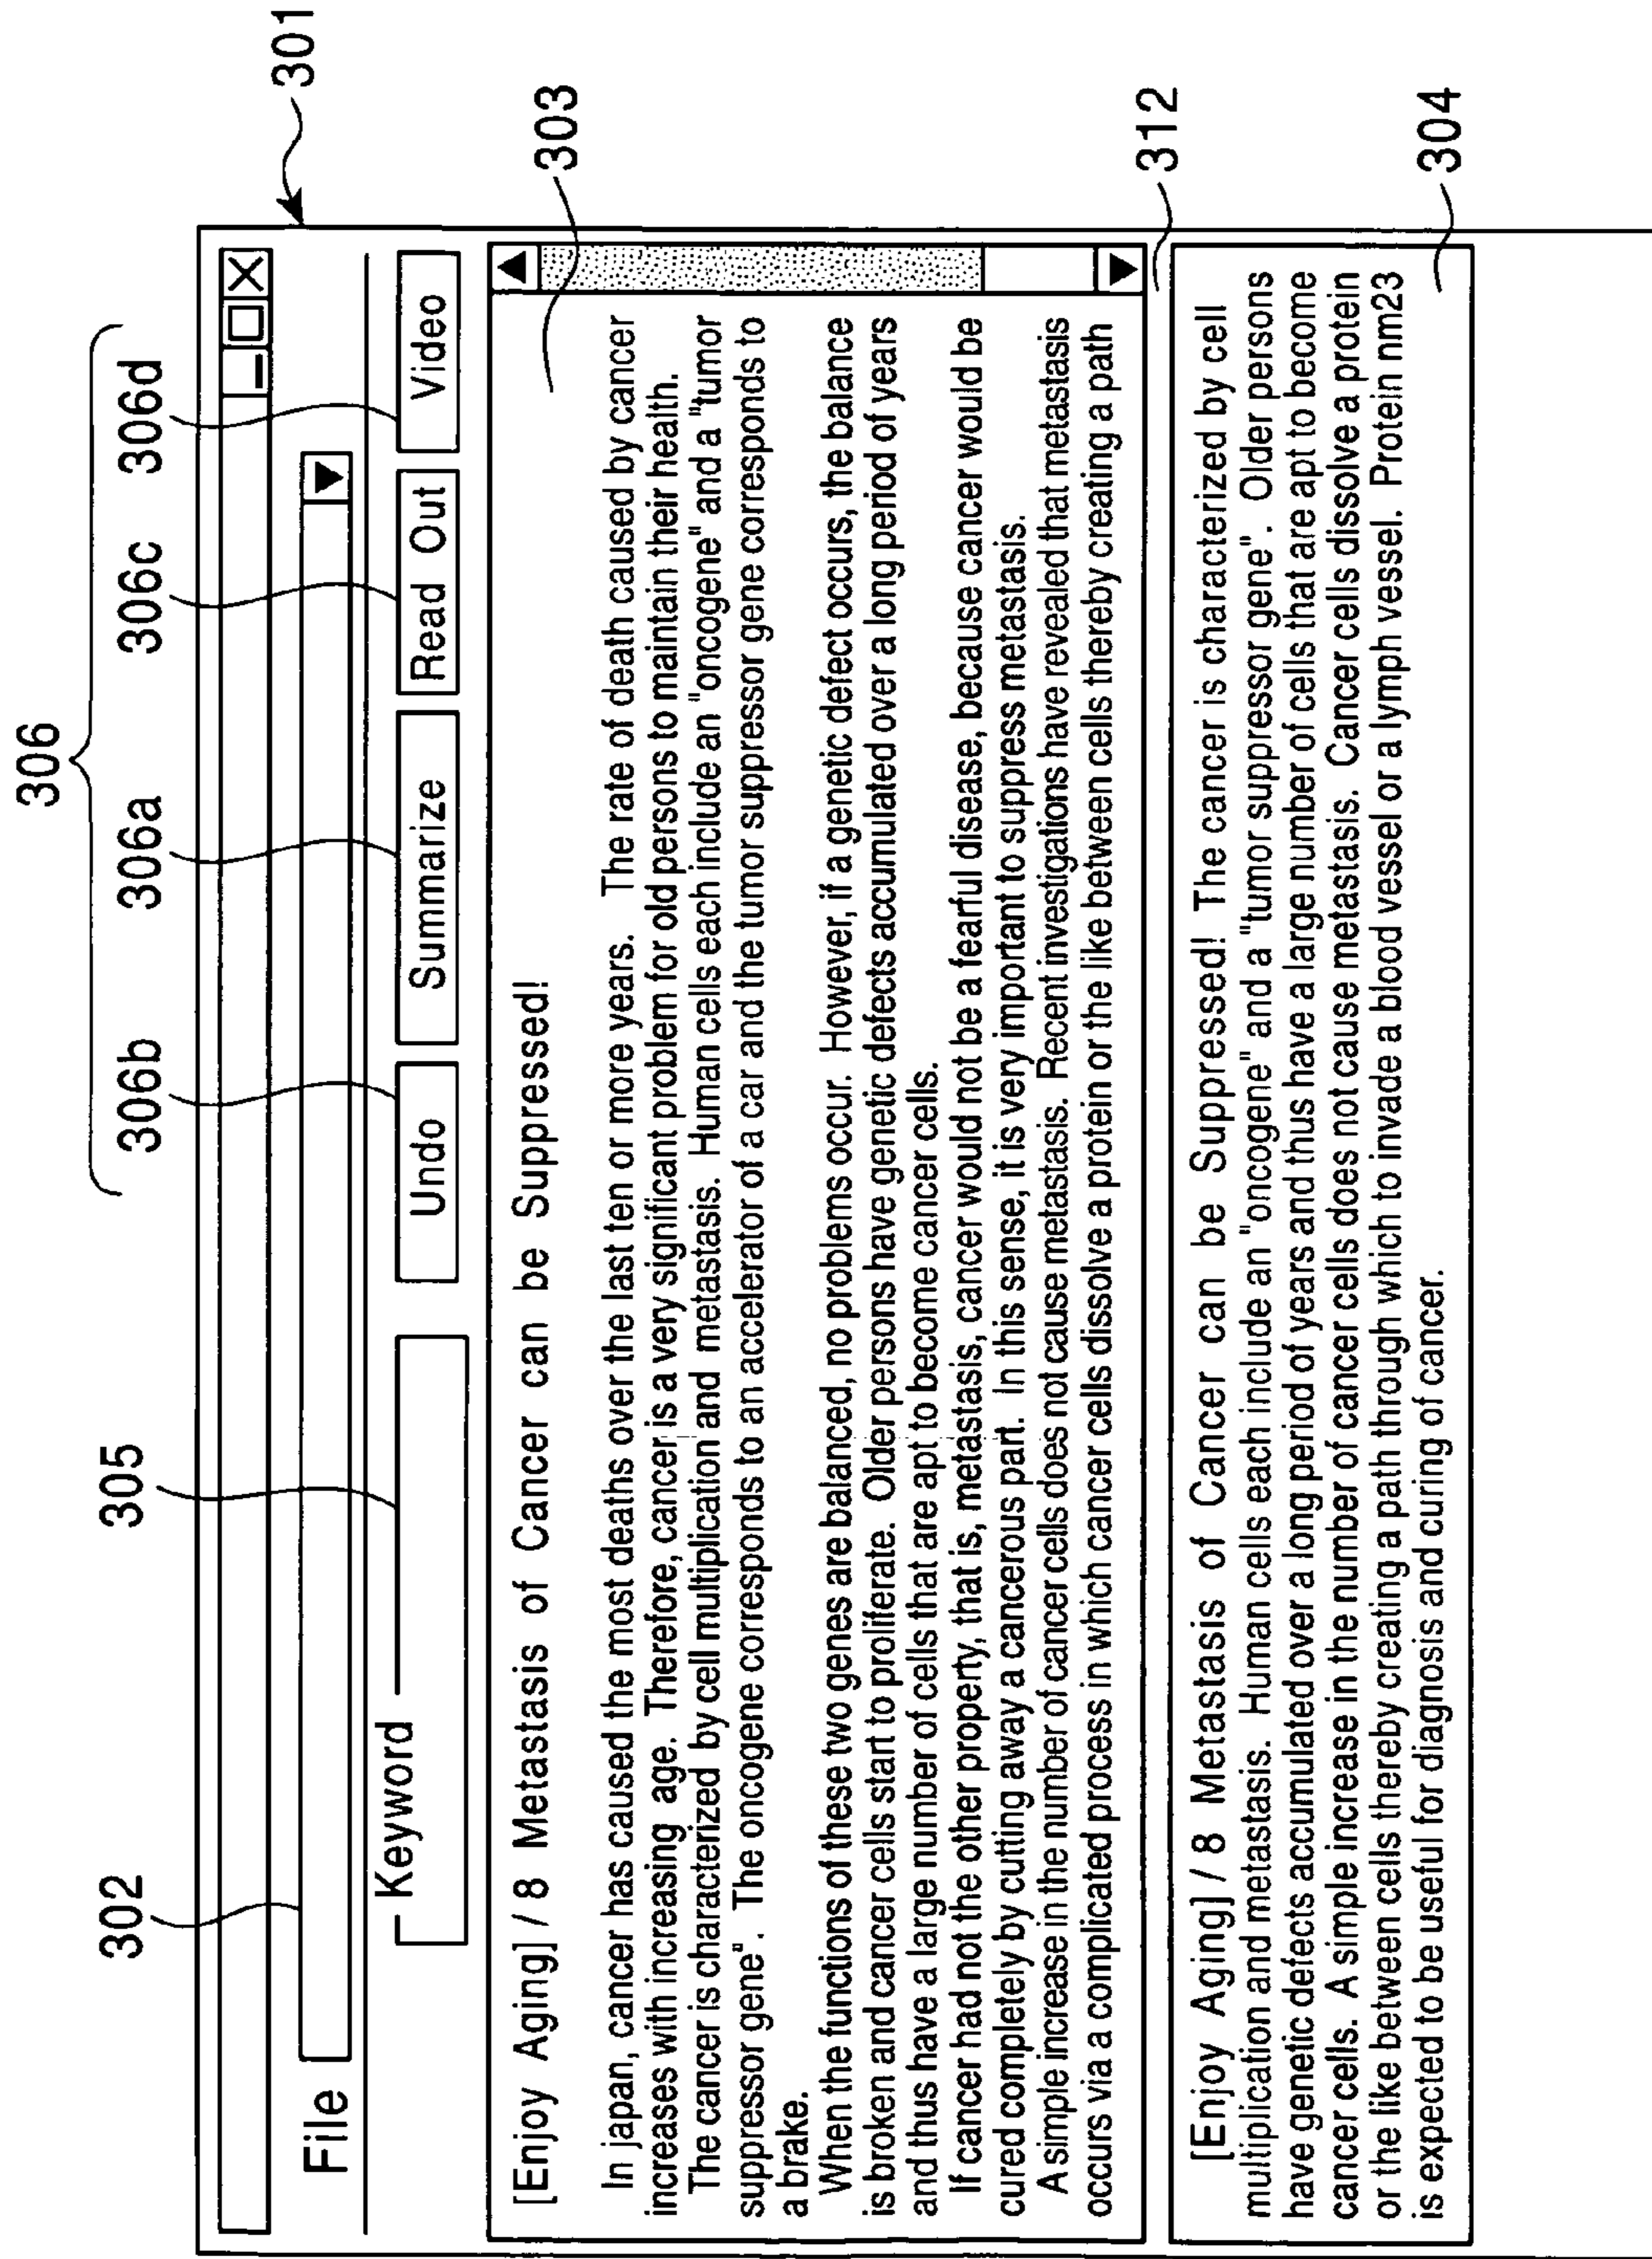 306
305
306b
306a
306c
306d
302
301
File
Keyword
Undo
Summarize
Read Out
Video
[Enjoy Aging] / 8 Metastasis of Cancer can be Suppressed!
303
In japan, cancer has caused the most deaths over the last ten or more years. The rate of death caused by cancer
increases with increasing age. Therefore, cancer is a very significant problem for old persons to maintain their health.
The cancer is characterized by cell multiplication and metastasis. Human cells each include an "oncogene" and a "tumor
suppressor gene". The oncogene corresponds to an accelerator of a car and the tumor suppressor gene corresponds to
a brake.
When the functions of these two genes are balanced, no problems occur. However, if a genetic defect occurs, the balance
is broken and cancer cells start to proliferate. Older persons have genetic defects accumulated over a long period of years
and thus have a large number of cells that are apt to become cancer cells.
If cancer had not the other property, that is, metastasis, cancer would not be a fearful disease, because cancer would be
cured completely by cutting away a cancerous part. In this sense, it is very important to suppress metastasis.
A simple increase in the number of cancer cells does not cause metastasis. Recent investigations have revealed that metastasis
occurs via a complicated process in which cancer cells dissolve a protein or the like between cells thereby creating a path
312
[Enjoy Aging] / 8 Metastasis of Cancer can be Suppressed! The cancer is characterized by cell
multiplication and metastasis. Human cells each include an "oncogene" and a "tumor suppressor gene". Older persons
have genetic defects accumulated over a long period of years and thus have a large number of cells that are apt to become
cancer cells. A simple increase in the number of cancer cells does not cause metastasis. Cancer cells dissolve a protein
or the like between cells thereby creating a path through which to invade a blood vessel or a lymph vessel. Protein nm23
is expected to be useful for diagnosis and curing of cancer.
304